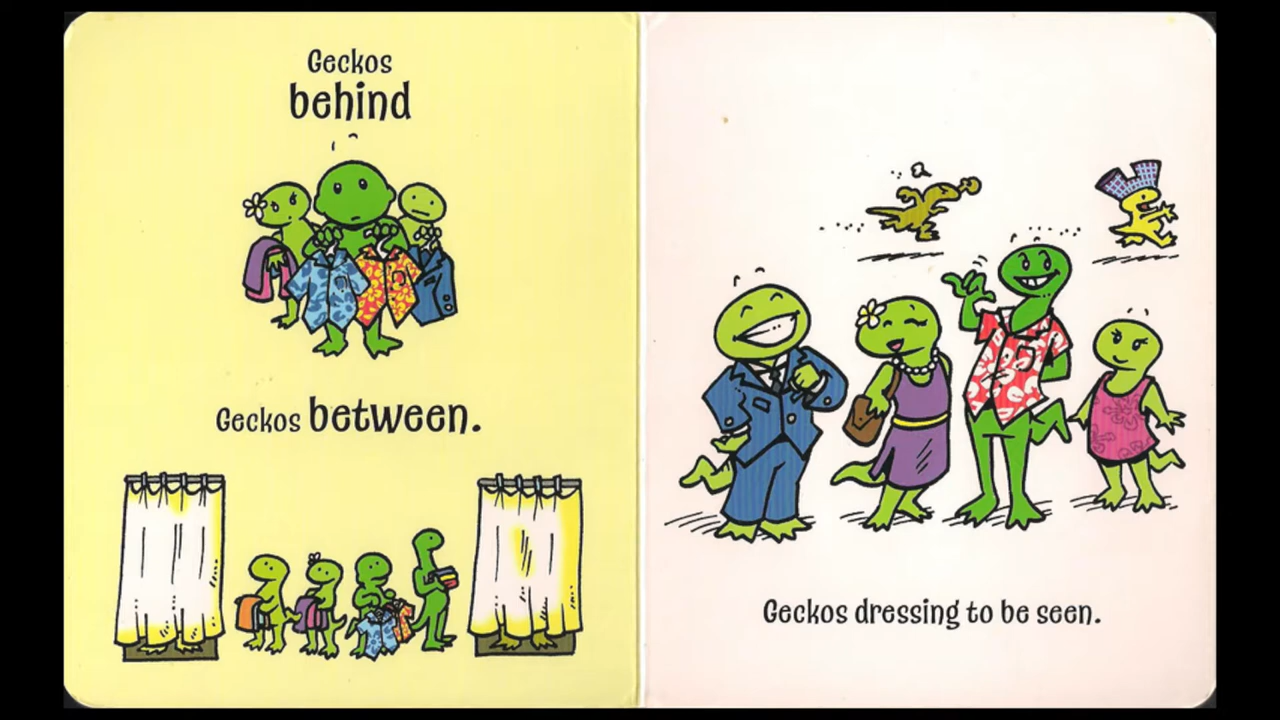 Geckos
behind
Geckos between.
Geckos dressing to be seen.